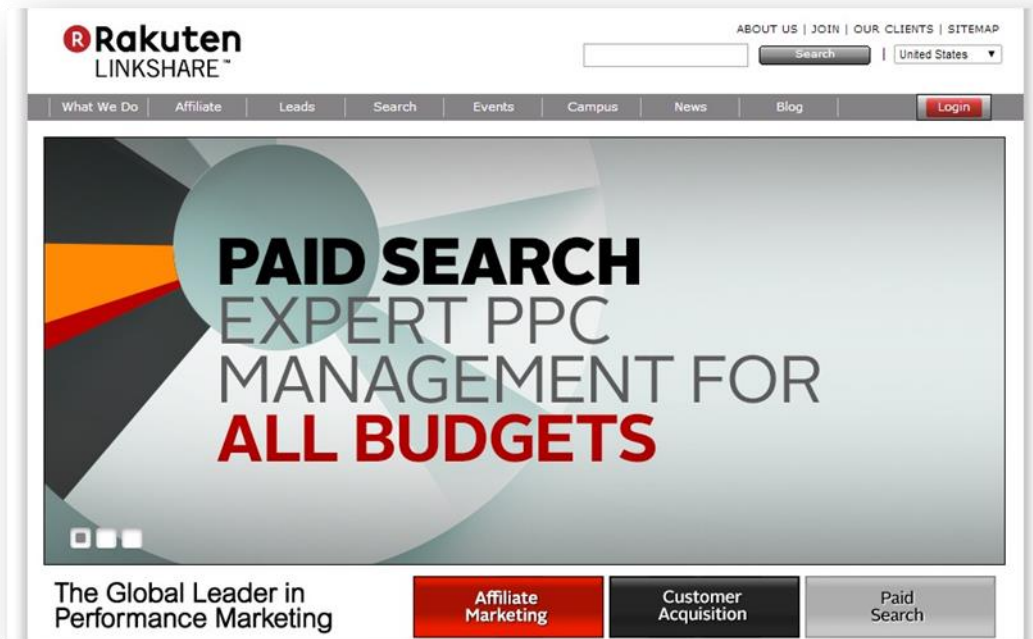 ABOUT US | JOIN | OUR CLIENTS | SITEMAP
R Rakuten
LINKSHARE™
Search | United States
What We Do | Affiliate | Leads | Search | Events | Campus | News | Blog | Login
PAID SEARCH
EXPERT PPC
MANAGEMENT FOR
ALL BUDGETS
The Global Leader in
Performance Marketing
Affiliate
Marketing
Customer
Acquisition
Paid
Search